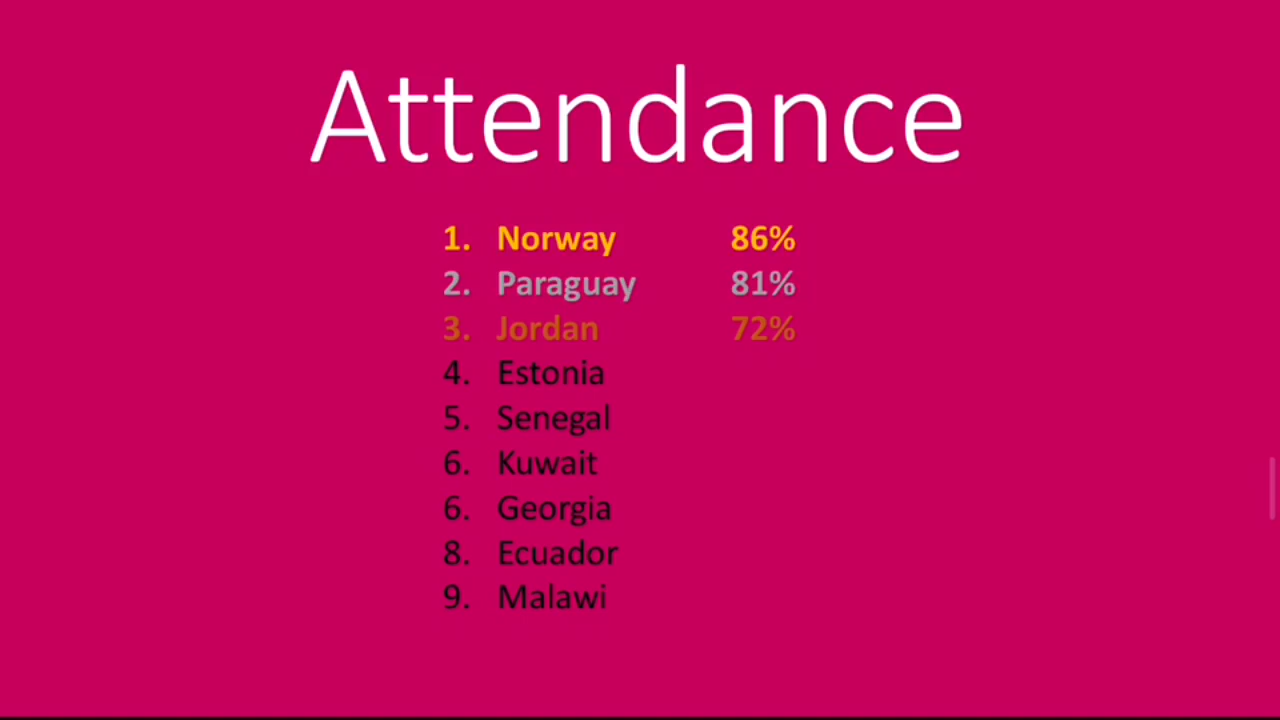 Attendance
1. Norway 86%
2. Paraguay 81%
3. Jordan 72%
4. Estonia
5. Senegal
6. Kuwait
6. Georgia
8. Ecuador
9. Malawi